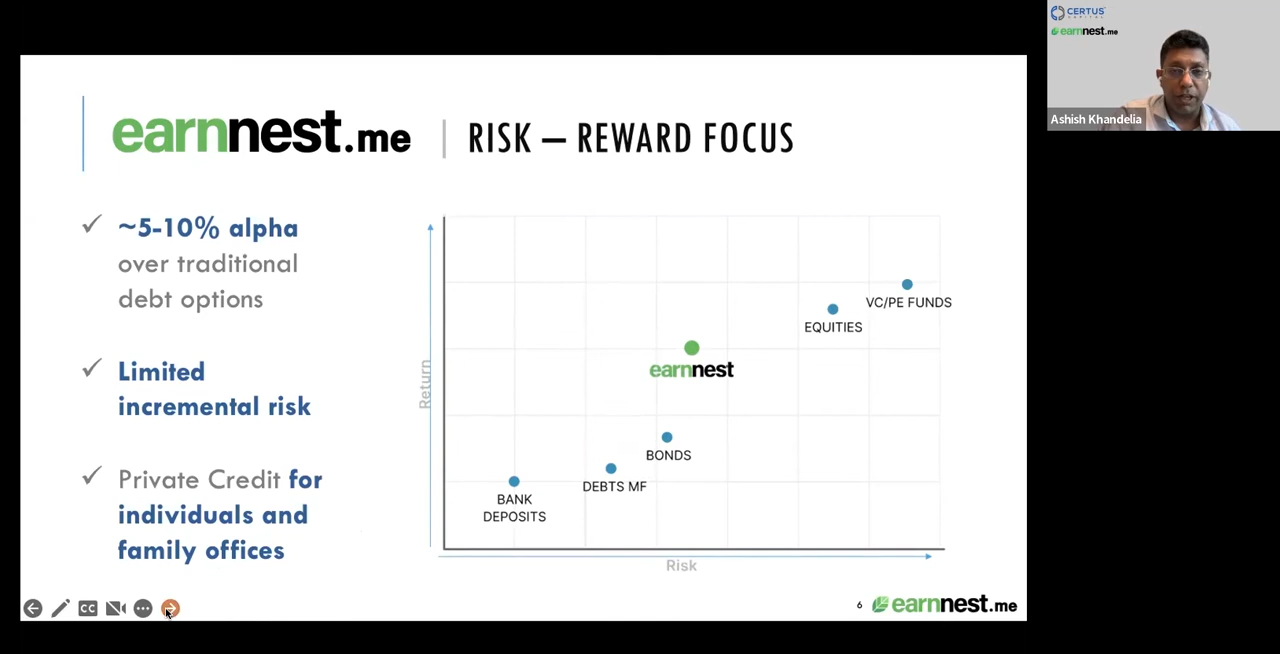 earnnest.me | RISK – REWARD FOCUS
✓ ~5-10% alpha
over traditional
debt options
✓ Limited
incremental risk
✓ Private Credit for
individuals and
family offices
Return
VC/PE FUNDS
EQUITIES
earnnest
BONDS
DEBTS MF
BANK
DEPOSITS
Risk
CC
6 earnnest.me
CERTUS
CAPITAL
earnnest.me
Ashish Khandelia